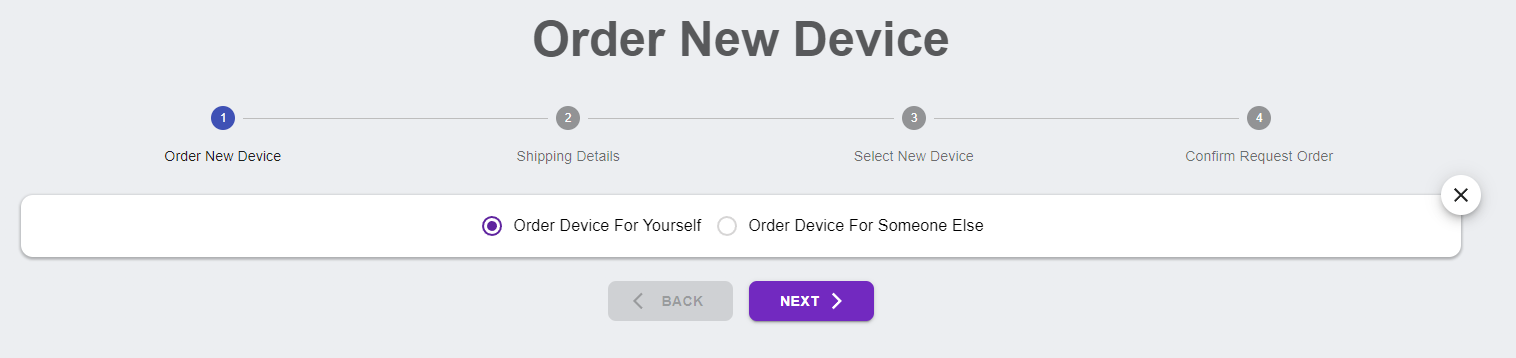 Order New Device
1 2 3 4
Order New Device Shipping Details Select New Device Confirm Request Order
Order Device For Yourself Order Device For Someone Else
BACK NEXT